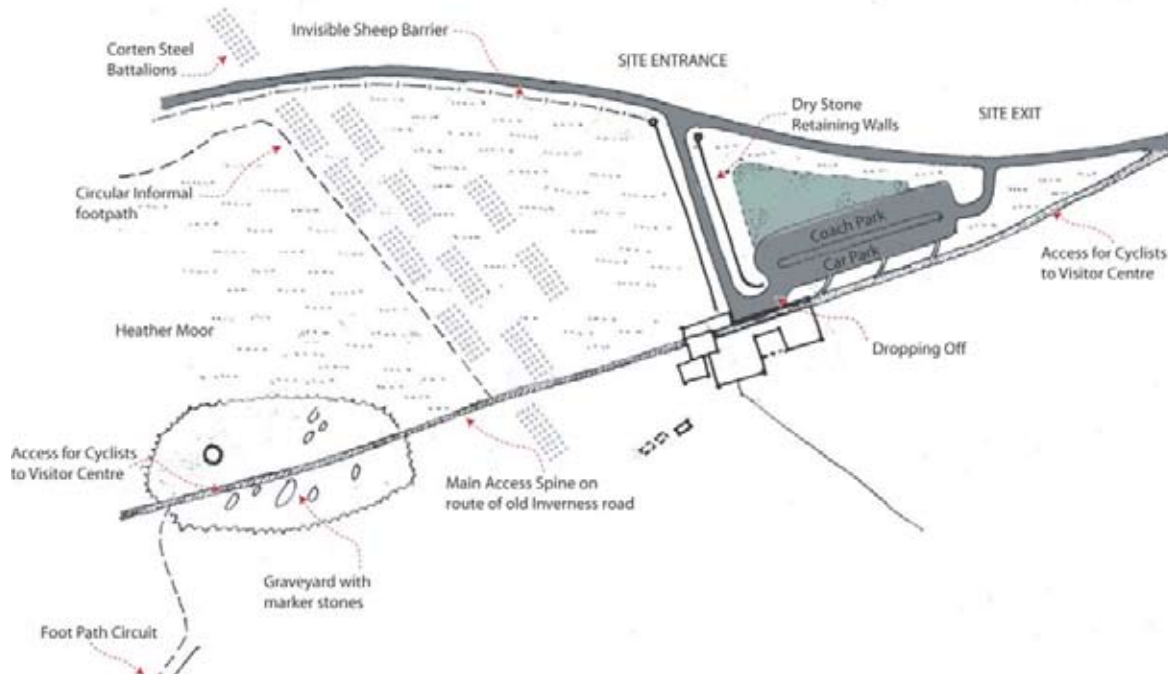 Invisible Sheep Barrier
Corten Steel
Battalions
SITE ENTRANCE
Dry Stone
Retaining Walls
SITE EXIT
Circular Informal
footpath
Coach Park
Car Park
Access for Cyclists
to Visitor Centre
Heather Moor
Dropping Off
Access for Cyclists
to Visitor Centre
Main Access Spine on
route of old Inverness road
Graveyard with
marker stones
Foot Path Circuit